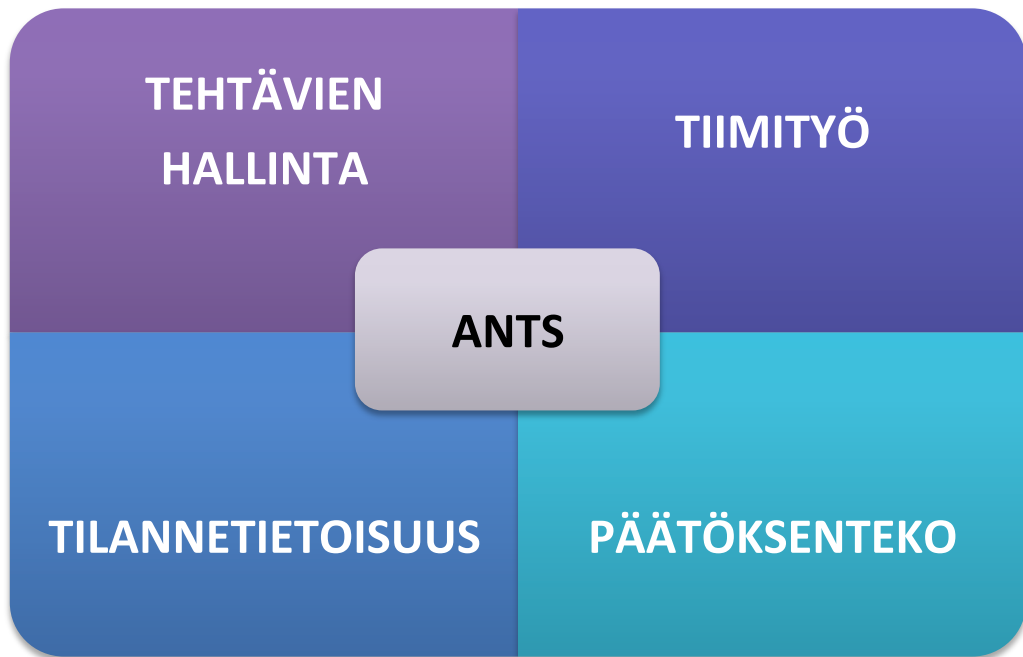 TEHTÄVIEN
HALLINTA
TIIMITYÖ
ANTS
TILANNETIETOISUUS
PÄÄTÖKSENTEKO